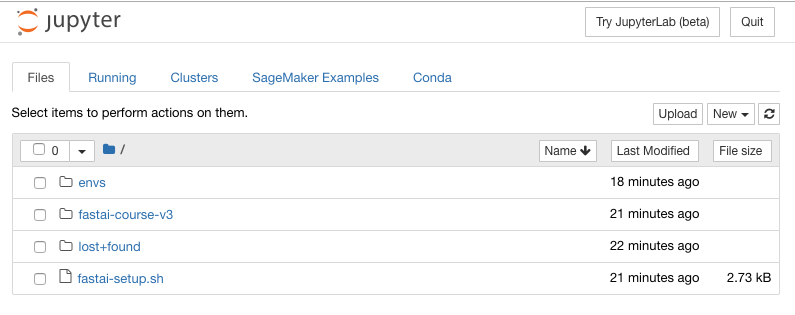 jupyter
Try JupyterLab (beta) Quit
Files Running Clusters SageMaker Examples Conda
Select items to perform actions on them.
Upload New
0 / Name Last Modified File size
envs 18 minutes ago
fastai-course-v3 21 minutes ago
lost+found 22 minutes ago
fastai-setup.sh 21 minutes ago 2.73 kB